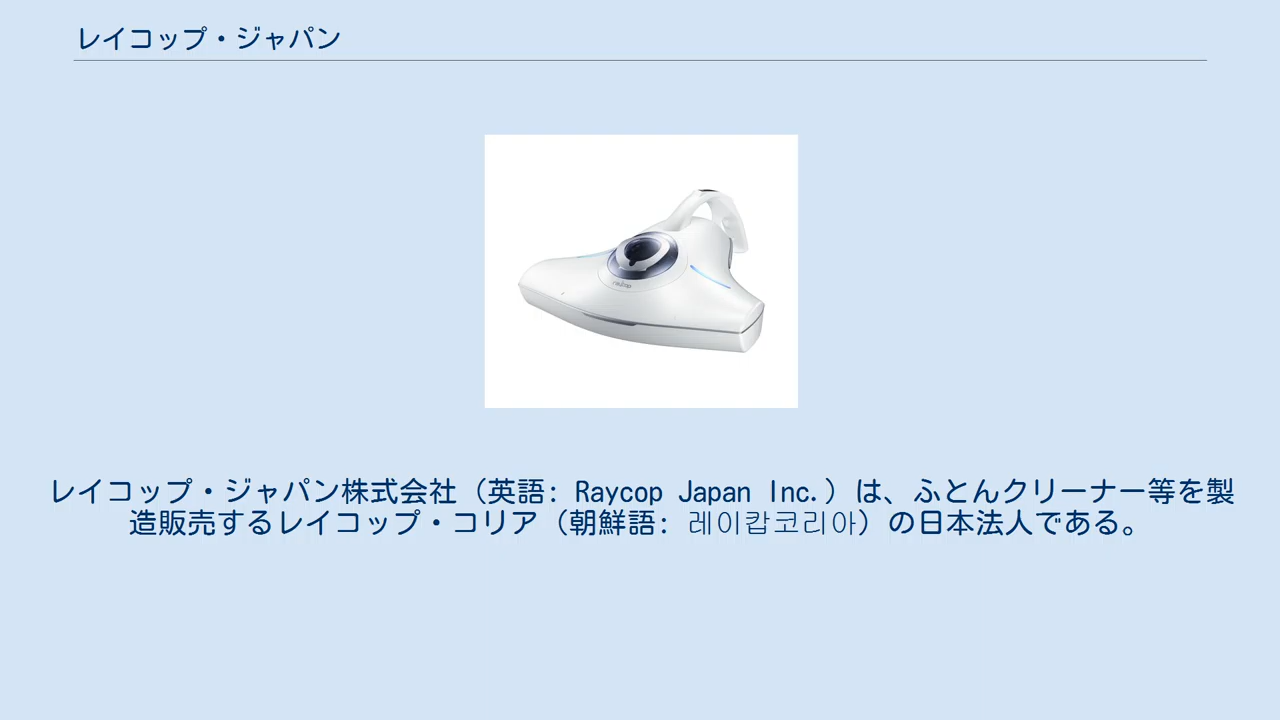 レイコップ・ジャパン
レイコップ・ジャパン株式会社（英語: Raycop Japan Inc.）は、ふとんクリーナー等を製
造販売するレイコップ・コリア（朝鮮語: 레이캅코리아）の日本法人である。